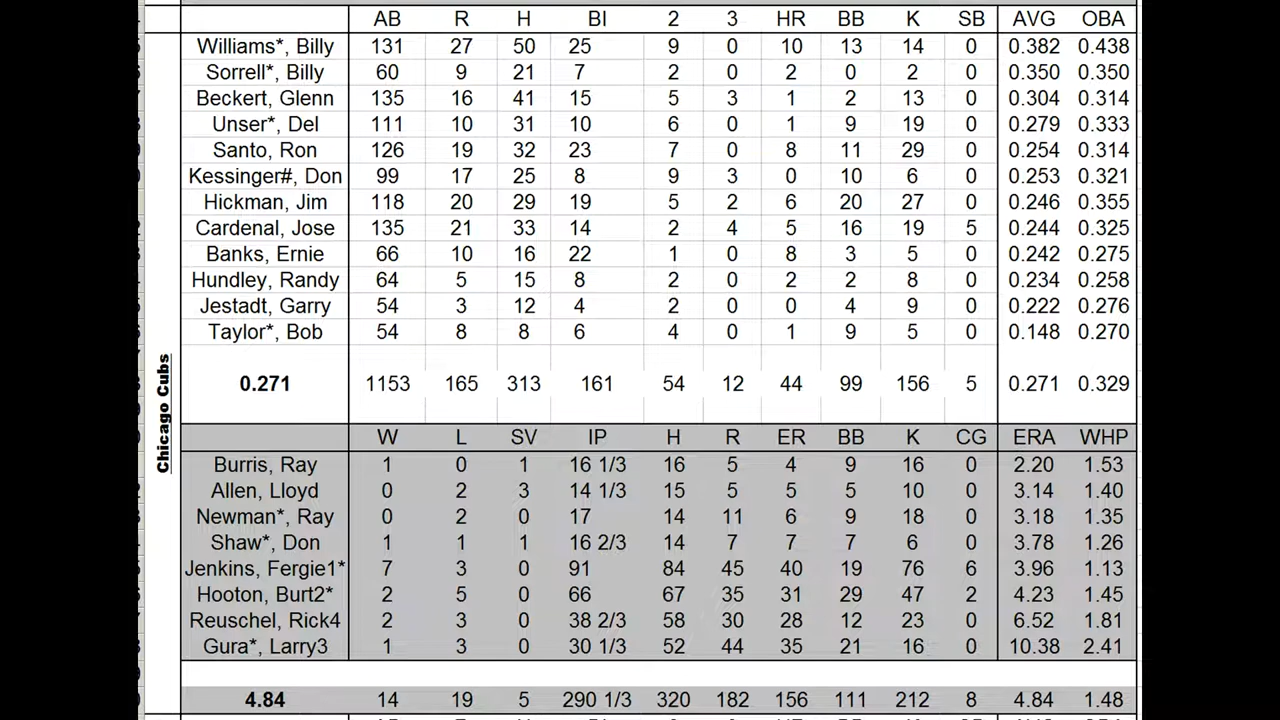 AB R H BI 2 3 HR BB K SB AVG OBA
Williams*, Billy 131 27 50 25 9 0 10 13 14 0 0.382 0.438
Sorrell*, Billy 60 9 21 7 2 0 2 0 2 0 0.350 0.350
Beckert, Glenn 135 16 41 15 5 3 1 2 13 0 0.304 0.314
Unser*, Del 111 10 31 10 6 0 1 9 19 0 0.279 0.333
Santo, Ron 126 19 32 23 7 0 8 11 29 0 0.254 0.314
Kessinger#, Don 99 17 25 8 9 3 0 10 6 0 0.253 0.321
Hickman, Jim 118 20 29 19 5 2 6 20 27 0 0.246 0.355
Cardenal, Jose 135 21 33 14 2 4 5 16 19 5 0.244 0.325
Banks, Ernie 66 10 16 22 1 0 8 3 5 0 0.242 0.275
Hundley, Randy 64 5 15 8 2 0 2 2 8 0 0.234 0.258
Jestadt, Garry 54 3 12 4 2 0 0 4 9 0 0.222 0.276
Taylor*, Bob 54 8 8 6 4 0 1 9 5 0 0.148 0.270
0.271 1153 165 313 161 54 12 44 99 156 5 0.271 0.329
Chicago Cubs
W L SV IP H R ER BB K CG ERA WHP
Burris, Ray 1 0 1 16 1/3 16 5 4 9 16 0 2.20 1.53
Allen, Lloyd 0 2 3 14 1/3 15 5 5 5 10 0 3.14 1.40
Newman*, Ray 0 2 0 17 14 11 6 9 18 0 3.18 1.35
Shaw*, Don 1 1 1 16 2/3 14 7 7 7 6 0 3.78 1.26
Jenkins, Fergie1* 7 3 0 91 84 45 40 19 76 6 3.96 1.13
Hooton, Burt2* 2 5 0 66 67 35 31 29 47 2 4.23 1.45
Reuschel, Rick4 2 3 0 38 2/3 58 30 28 12 23 0 6.52 1.81
Gura*, Larry3 1 3 0 30 1/3 52 44 35 21 16 0 10.38 2.41
4.84 14 19 5 290 1/3 320 182 156 111 212 8 4.84 1.48